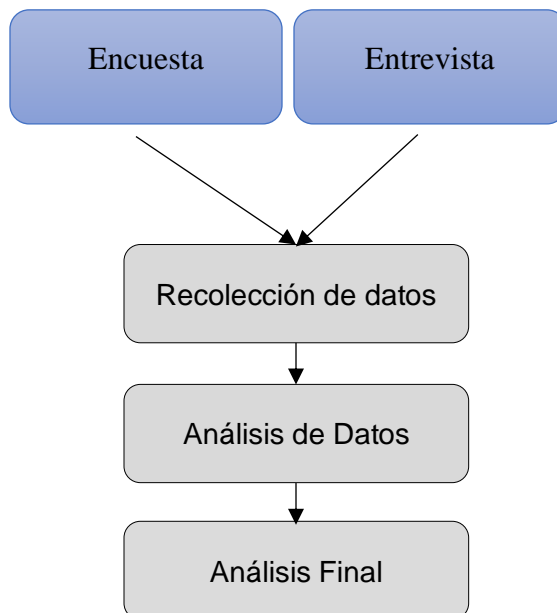 Encuesta
Entrevista
Recolección de datos
Análisis de Datos
Análisis Final